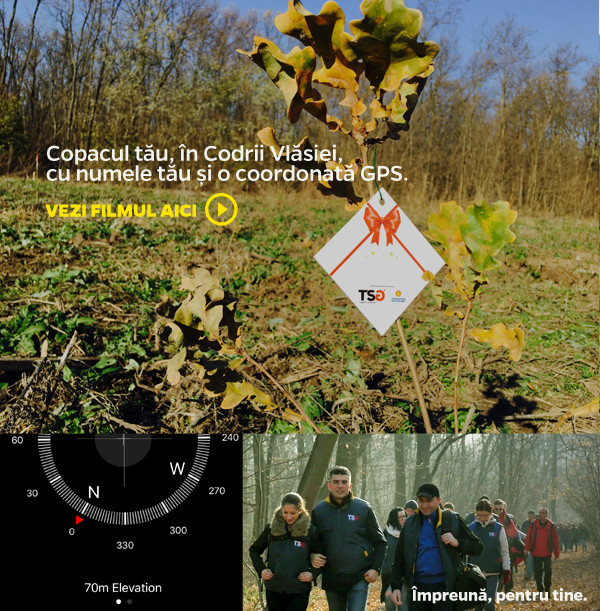 Copacul tău, în Codrii Vlăsiei,
cu numele tău și o coordonată GPS.
VEZI FILMUL AICI
TSG
60
240
W
30
N
270
0
300
330
70m Elevation
TSG
Împreună, pentru tine.